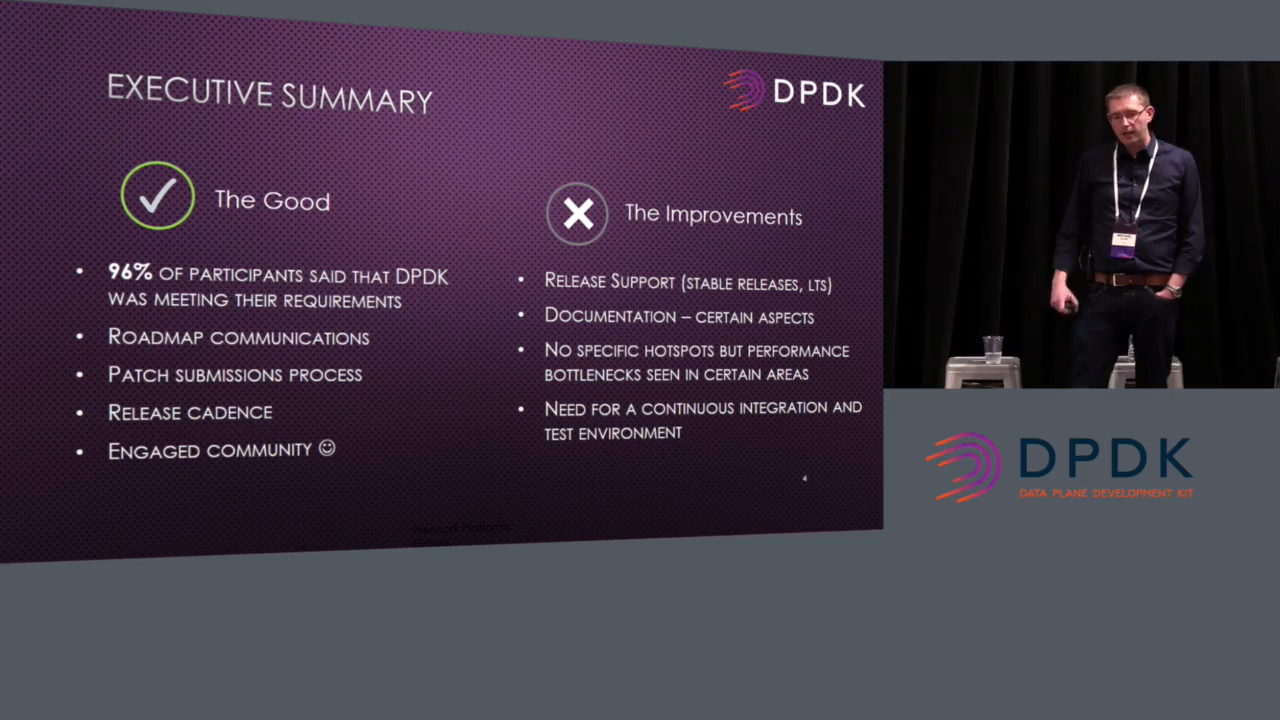 EXECUTIVE SUMMARY
DPDK
The Good
• 96% OF PARTICIPANTS SAID THAT DPDK
WAS MEETING THEIR REQUIREMENTS
• ROADMAP COMMUNICATIONS
• PATCH SUBMISSIONS PROCESS
• RELEASE CADENCE
• ENGAGED COMMUNITY ☺
The Improvements
• RELEASE SUPPORT (STABLE RELEASES, LTS)
• DOCUMENTATION – CERTAIN ASPECTS
• NO SPECIFIC HOTSPOTS BUT PERFORMANCE
BOTTLENECKS SEEN IN CERTAIN AREAS
• NEED FOR A CONTINUOUS INTEGRATION AND
TEST ENVIRONMENT
4
Network Platforms
DPDK
DATA PLANE DEVELOPMENT KIT